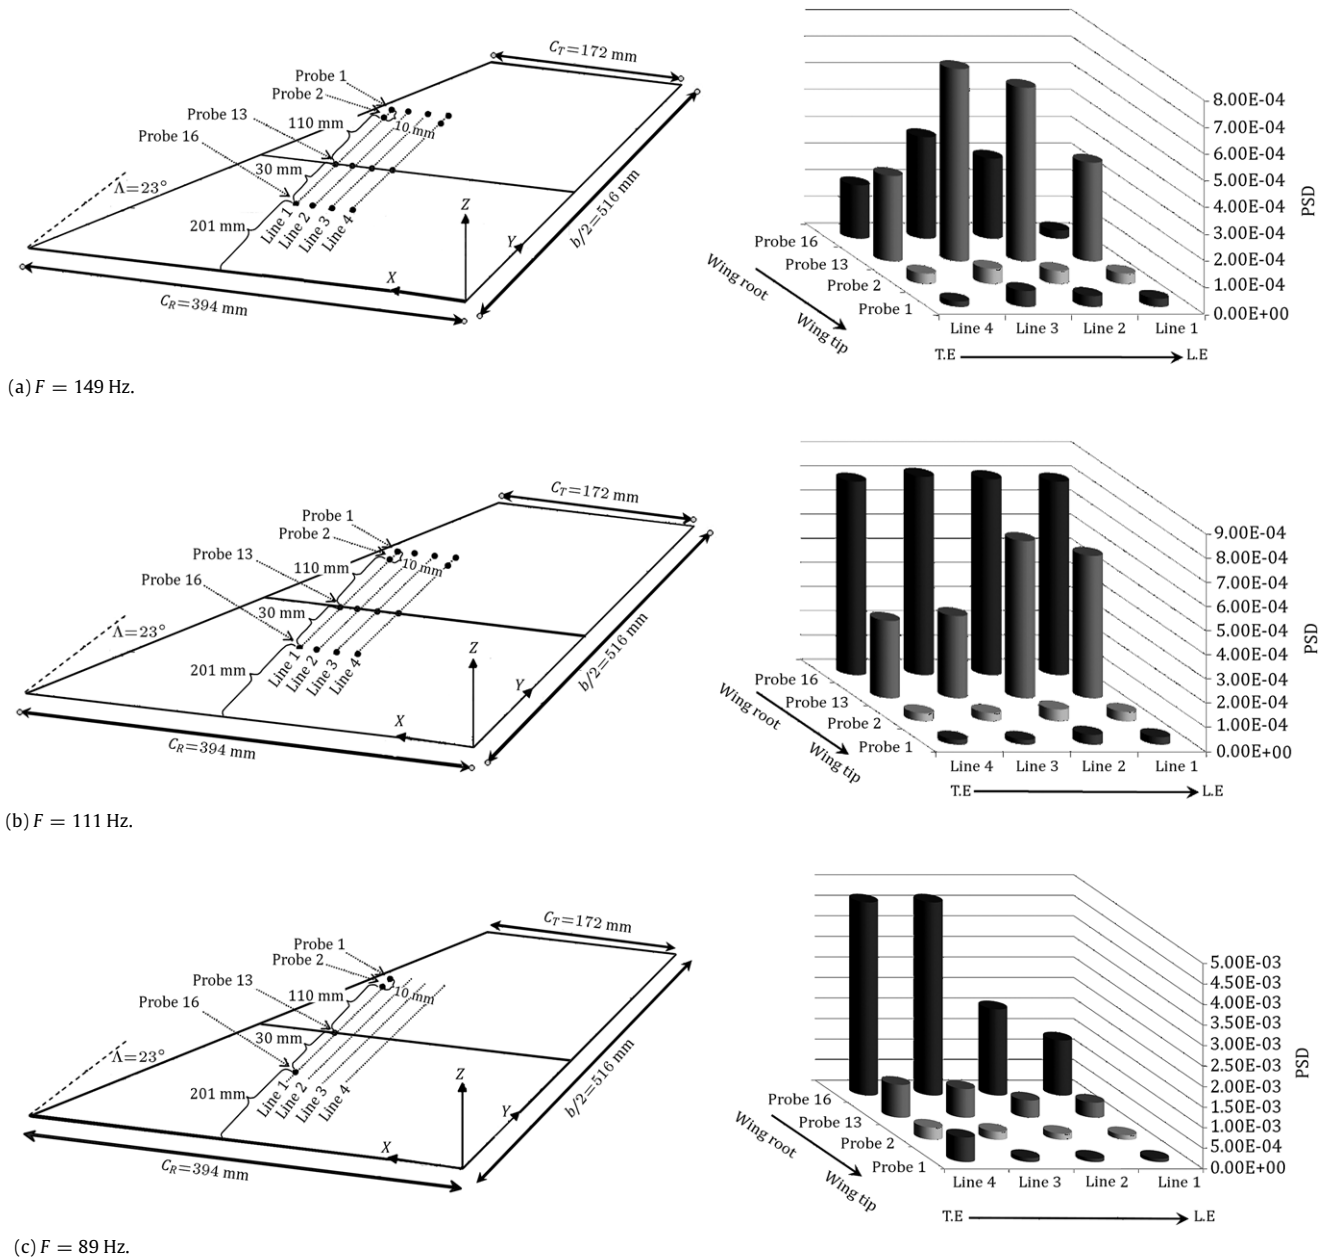 C_T=172 mm
Probe 1
Probe 2
Probe 13
110 mm
10 mm
Probe 16
30 mm
Λ=23°
201 mm
Line 1
Line 2
Line 3
Line 4
Z
Y
X
b/2=516 mm
C_R=394 mm
8.00E-04
7.00E-04
6.00E-04
5.00E-04
4.00E-04
3.00E-04
2.00E-04
1.00E-04
0.00E+00
PSD
Probe 16
Probe 13
Probe 2
Probe 1
Wing root
Wing tip
Line 4 Line 3 Line 2 Line 1
T.E L.E
(a) F = 149 Hz.
C_T=172 mm
Probe 1
Probe 2
Probe 13
110 mm
10 mm
Probe 16
30 mm
Λ=23°
201 mm
Line 1
Line 2
Line 3
Line 4
Z
Y
X
b/2=516 mm
C_R=394 mm
9.00E-04
8.00E-04
7.00E-04
6.00E-04
5.00E-04
4.00E-04
3.00E-04
2.00E-04
1.00E-04
0.00E+00
PSD
Probe 16
Probe 13
Probe 2
Probe 1
Wing root
Wing tip
Line 4 Line 3 Line 2 Line 1
T.E L.E
(b) F = 111 Hz.
C_T=172 mm
Probe 1
Probe 2
Probe 13
110 mm
10 mm
Probe 16
30 mm
Λ=23°
201 mm
Line 1
Line 2
Line 3
Line 4
Z
Y
X
b/2=516 mm
C_R=394 mm
5.00E-03
4.50E-03
4.00E-03
3.50E-03
3.00E-03
2.50E-03
2.00E-03
1.50E-03
1.00E-03
5.00E-04
0.00E+00
PSD
Probe 16
Probe 13
Probe 2
Probe 1
Wing root
Wing tip
Line 4 Line 3 Line 2 Line 1
T.E L.E
(c) F = 89 Hz.